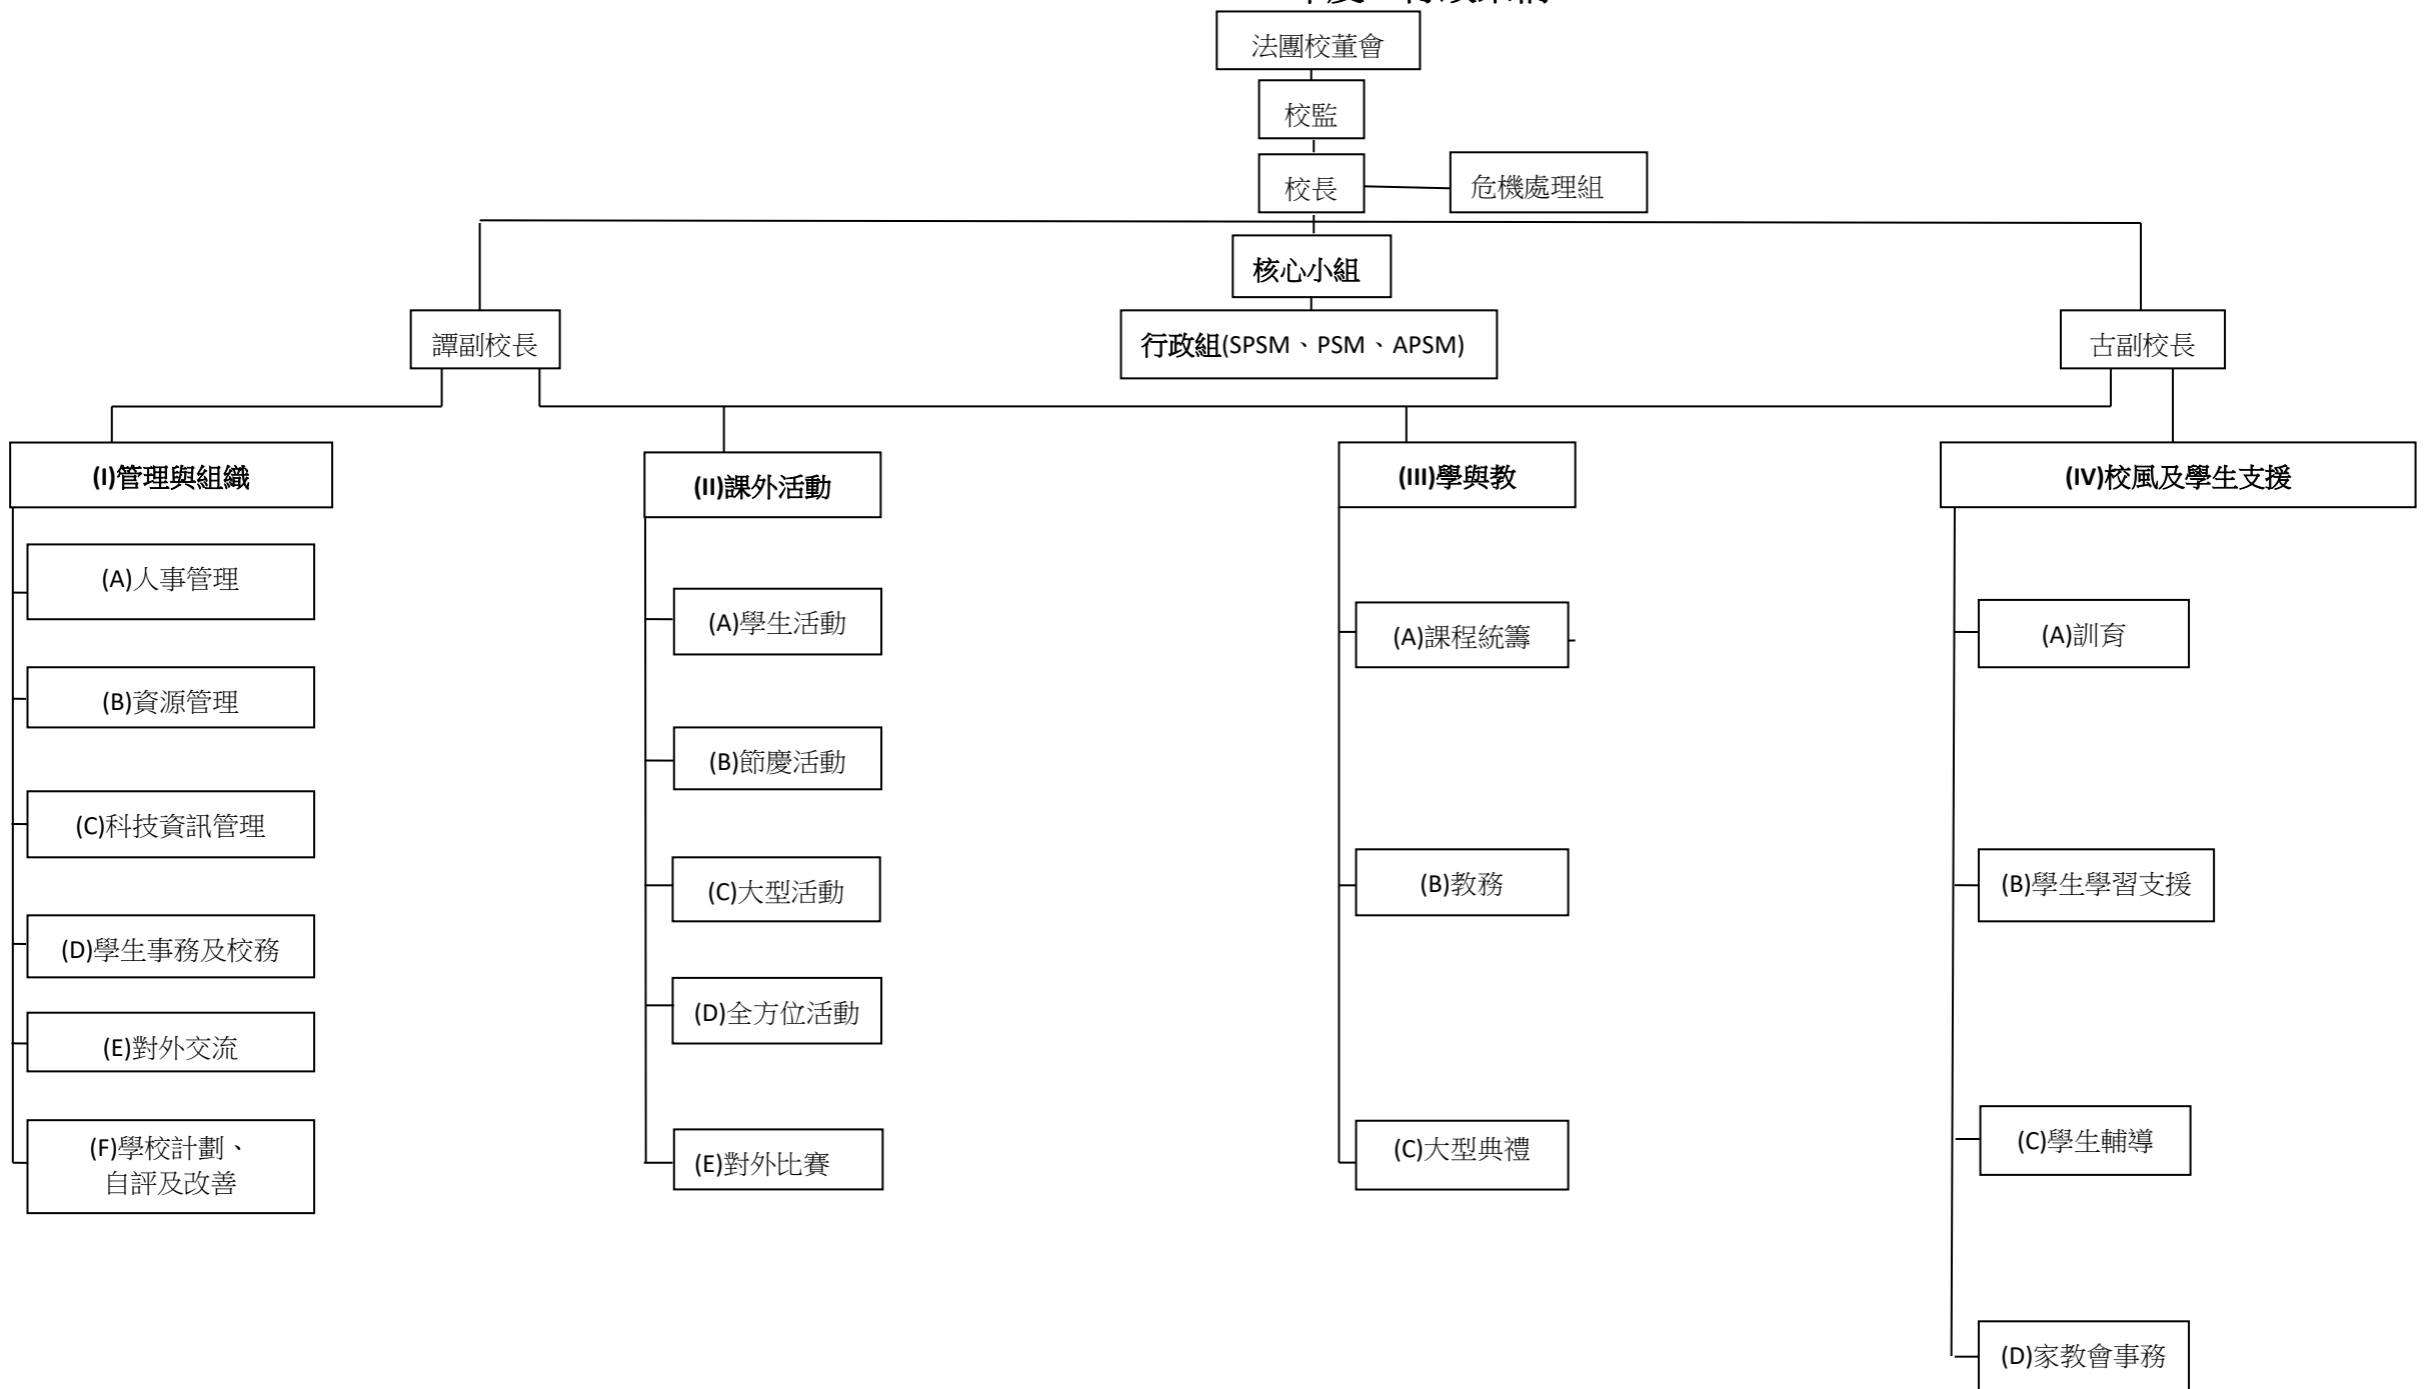 法團校董會
校監
校長
危機處理組
核心小組
譚副校長
行政組(SPSM、PSM、APSM)
古副校長
(I)管理與組織
(A)人事管理
(B)資源管理
(C)科技資訊管理
(D)學生事務及校務
(E)對外交流
(F)學校計劃、
自評及改善
(II)課外活動
(A)學生活動
(B)節慶活動
(C)大型活動
(D)全方位活動
(E)對外比賽
(III)學與教
(A)課程統籌
(B)教務
(C)大型典禮
(IV)校風及學生支援
(A)訓育
(B)學生學習支援
(C)學生輔導
(D)家教會事務